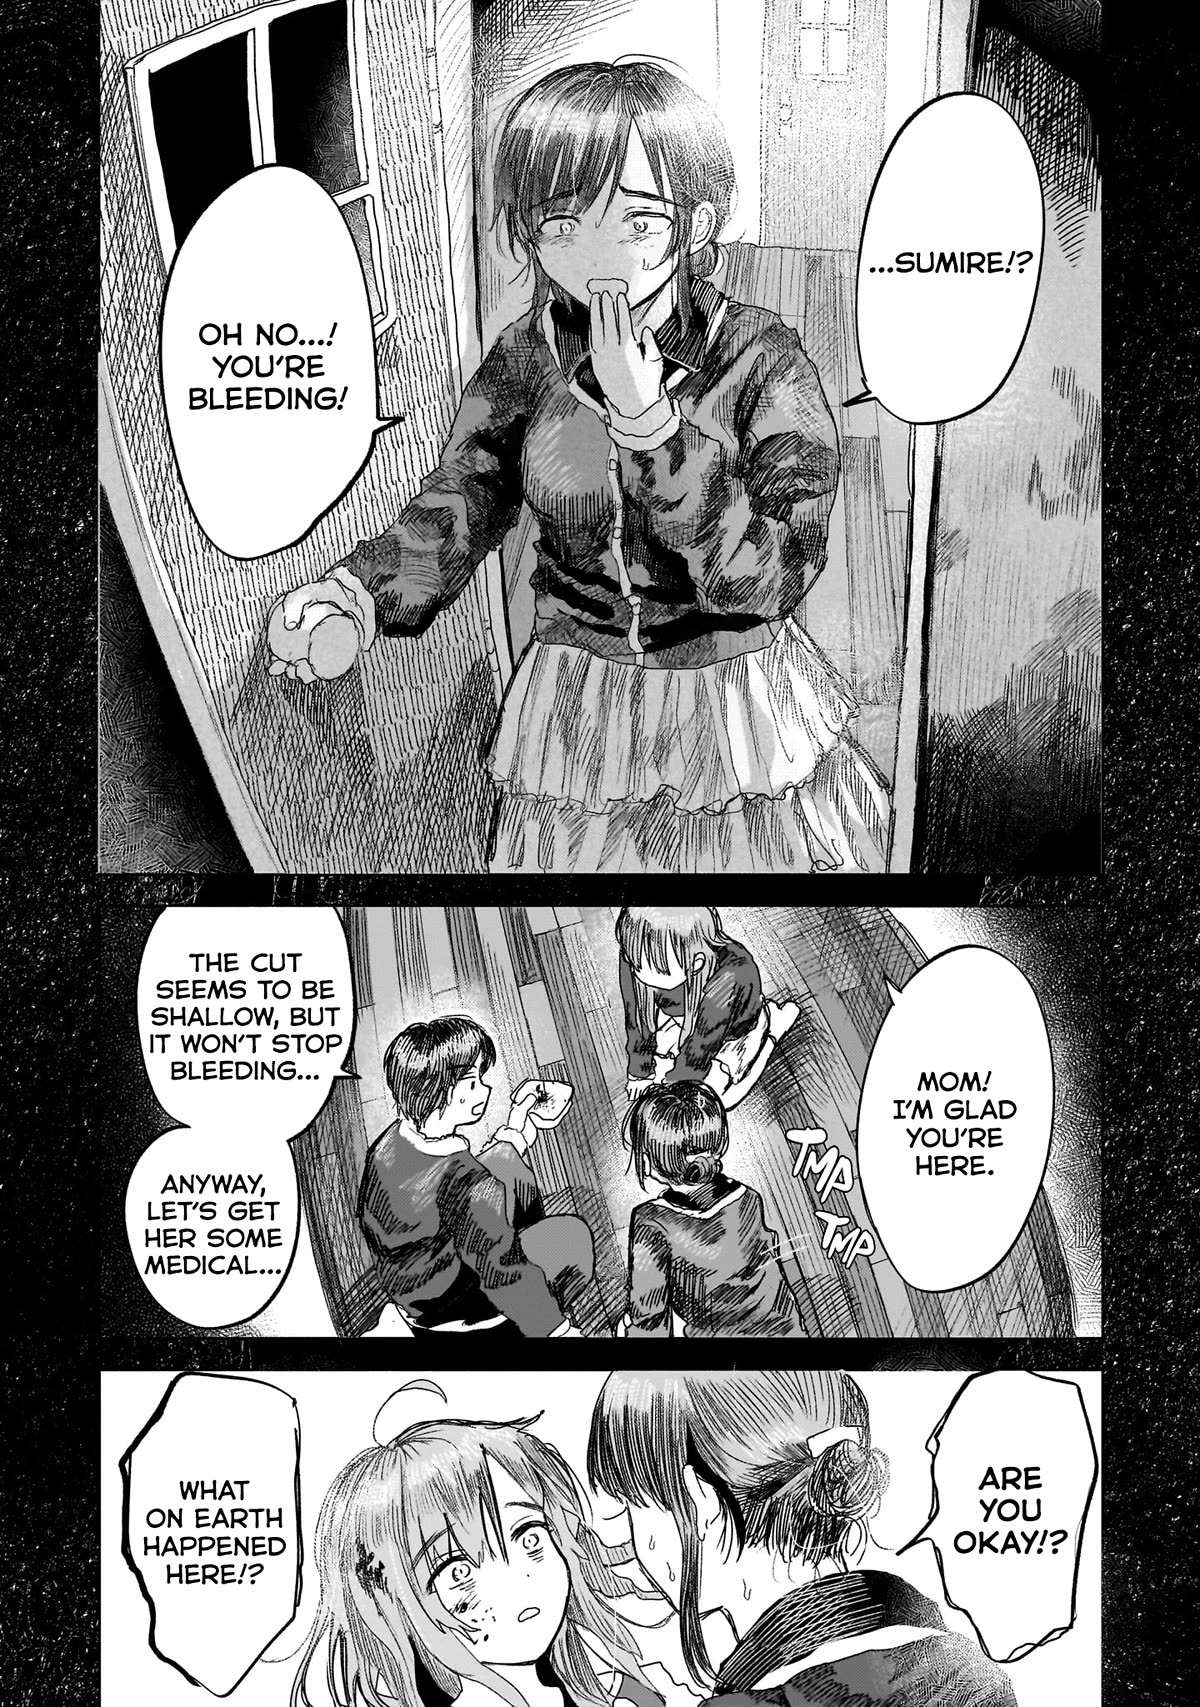 ...SUMIRE!?
OH NO...!
YOU'RE
BLEEDING!
MOM!
I'M GLAD
YOU'RE
HERE.
TMP
TMP
THE CUT
SEEMS TO BE
SHALLOW, BUT
IT WON'T STOP
BLEEDING...
ANYWAY,
LET'S GET
HER SOME
MEDICAL...
ARE
YOU
OKAY!?
WHAT
ON EARTH
HAPPENED
HERE!?